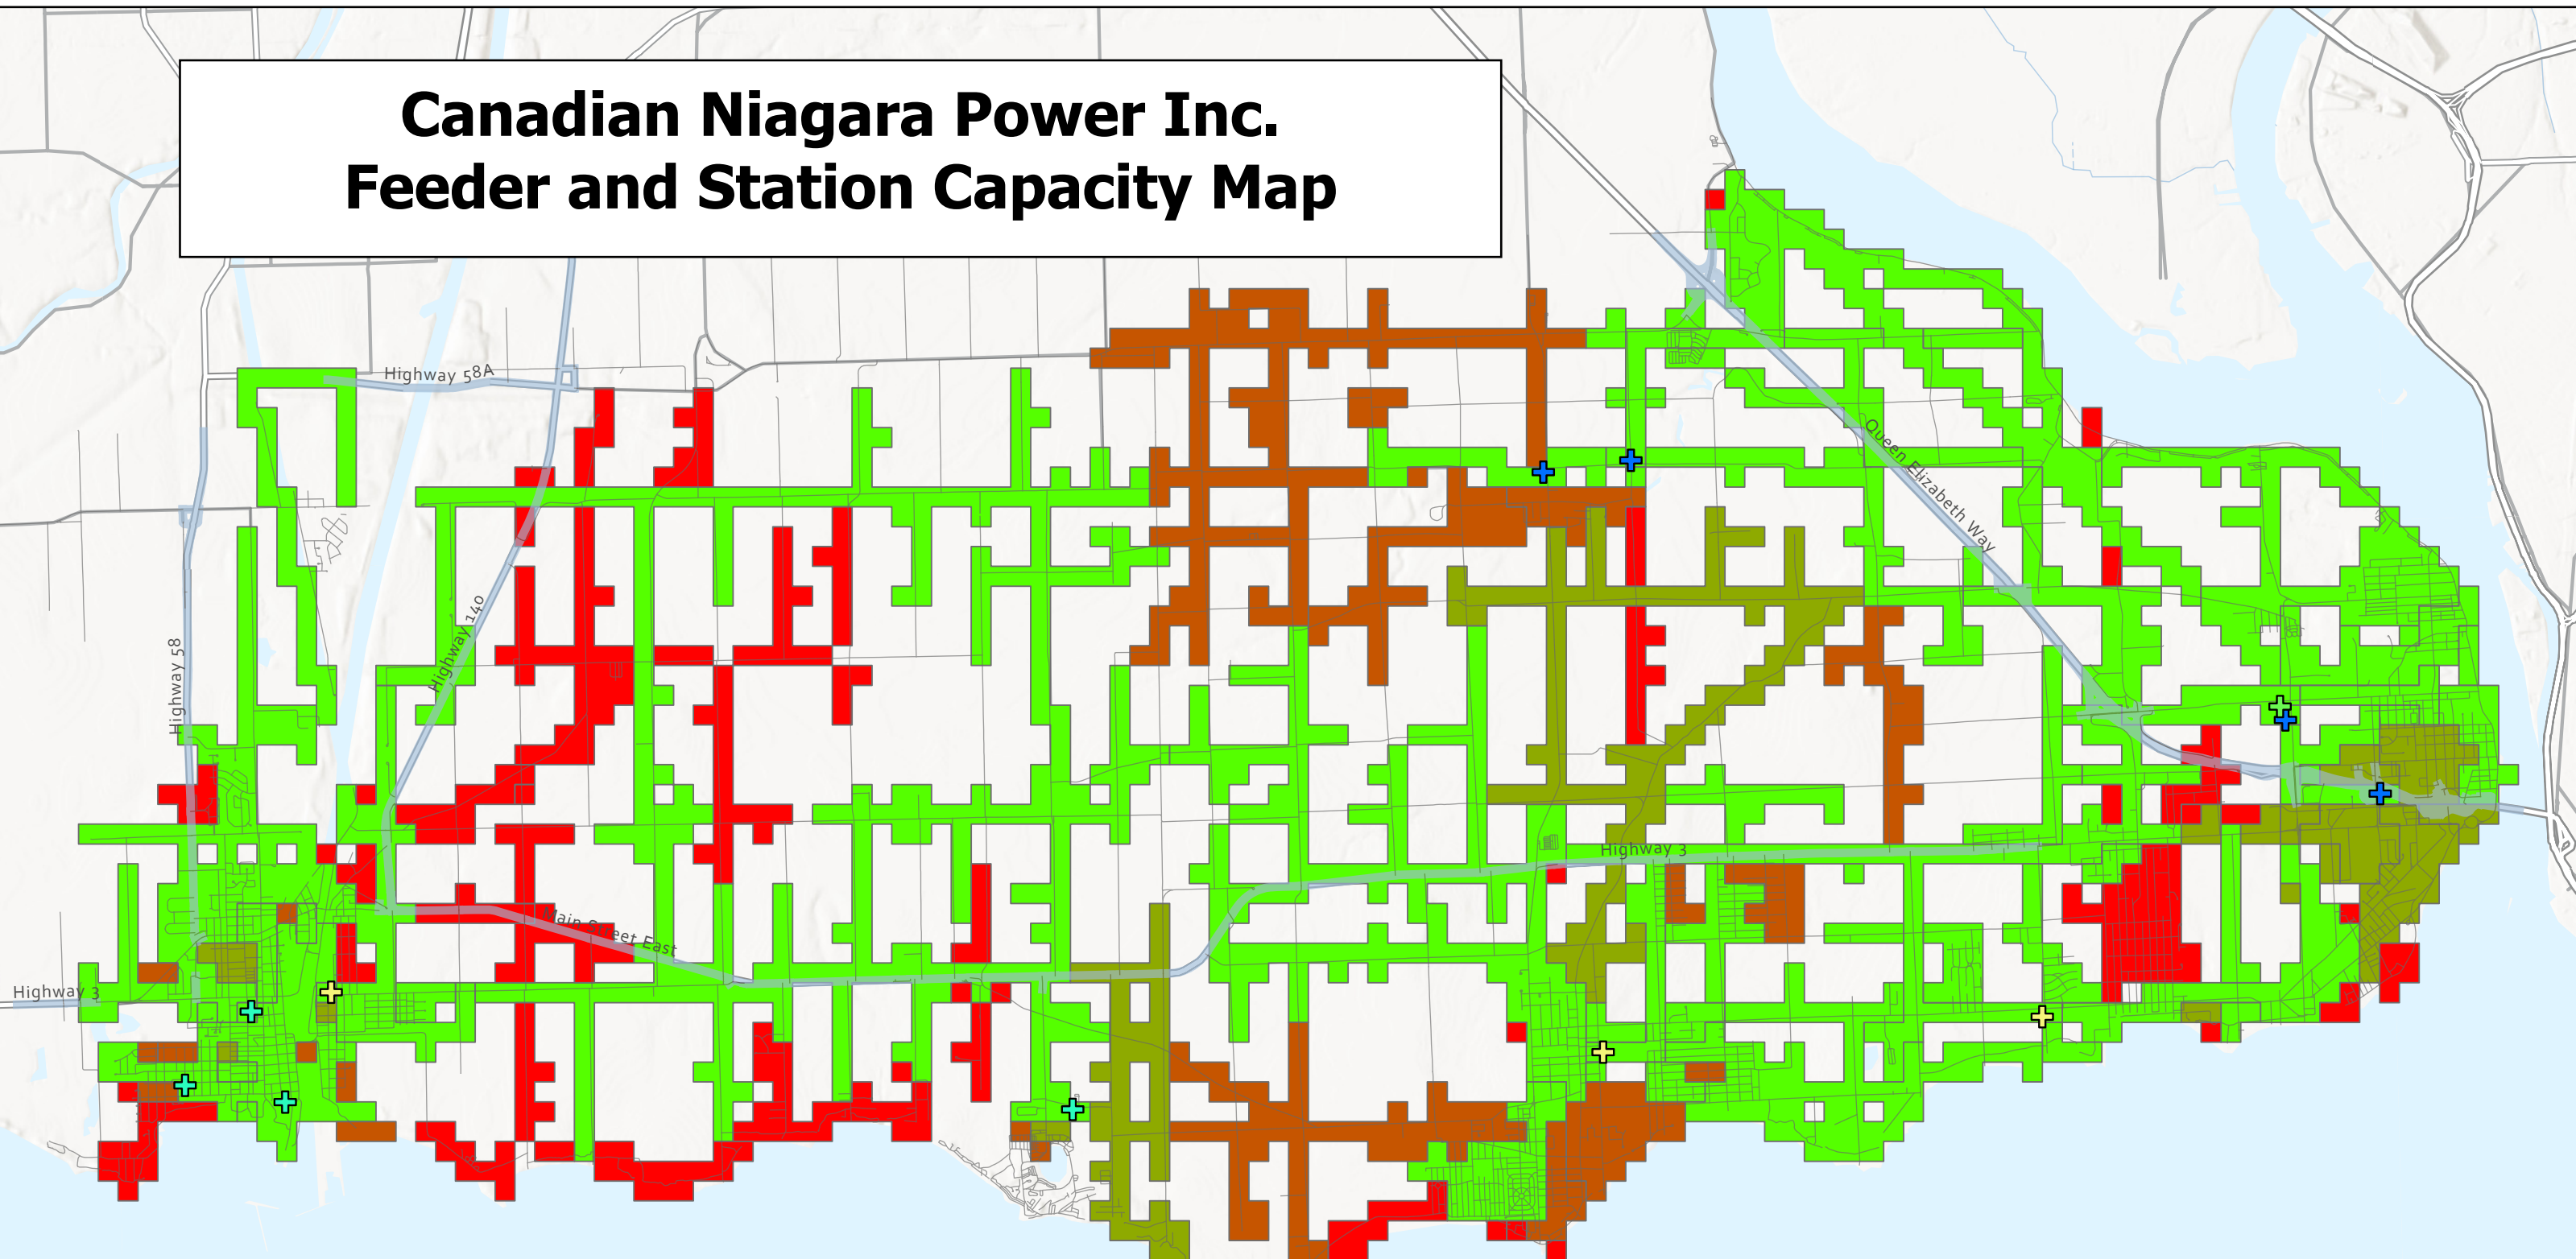 Canadian Niagara Power Inc.
Feeder and Station Capacity Map
Highway 58A
Queen Elizabeth Way
Highway 140
Highway 58
Highway 3
Main Street East
Highway 3